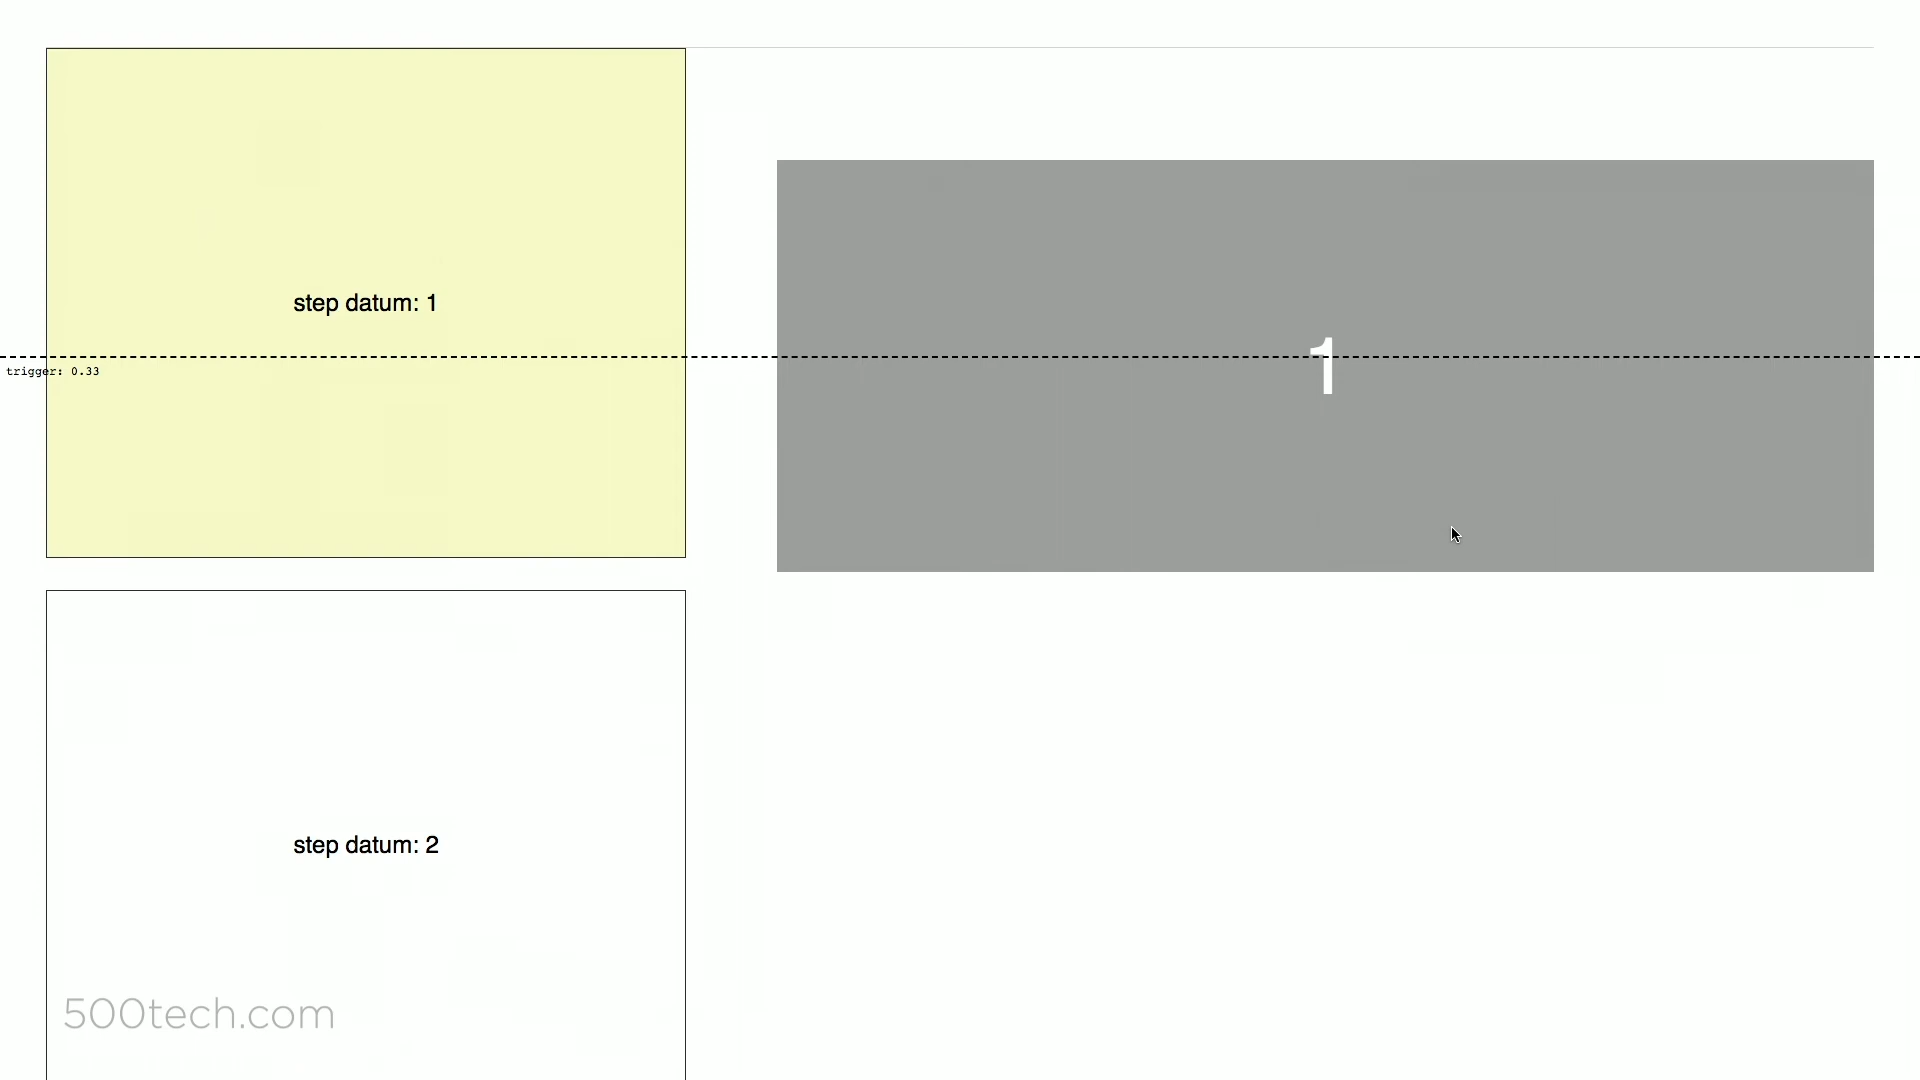 step datum: 1
trigger: 0.33
1
step datum: 2
500tech.com